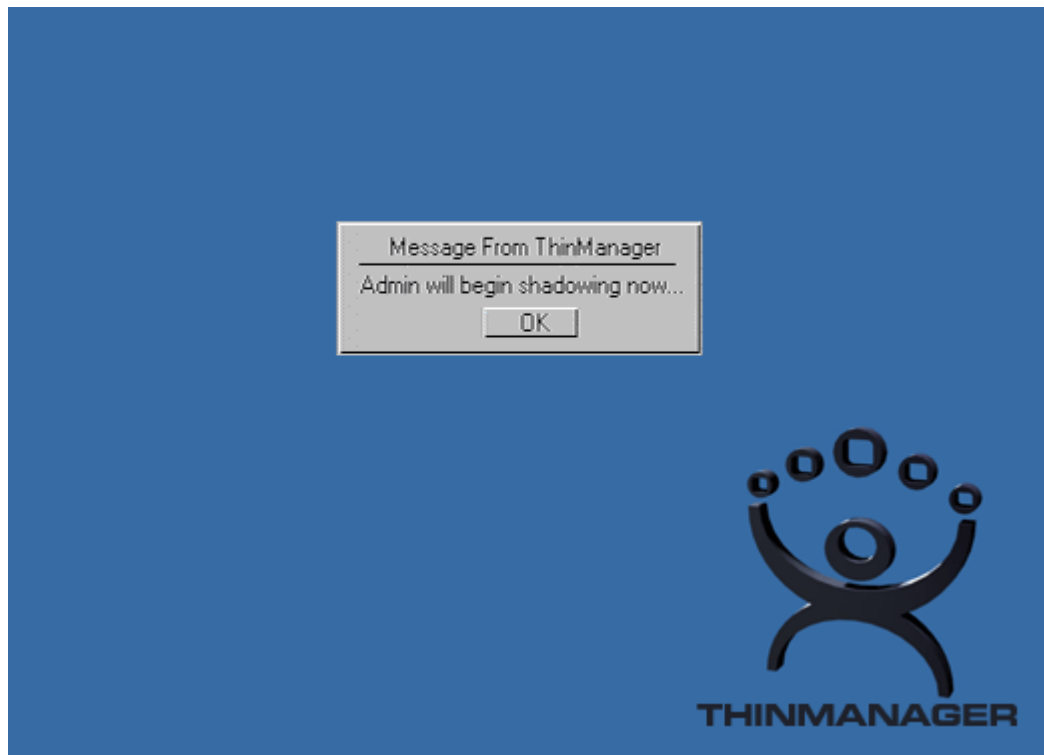 Message From ThinManager
Admin will begin shadowing now...
OK
THINMANAGER